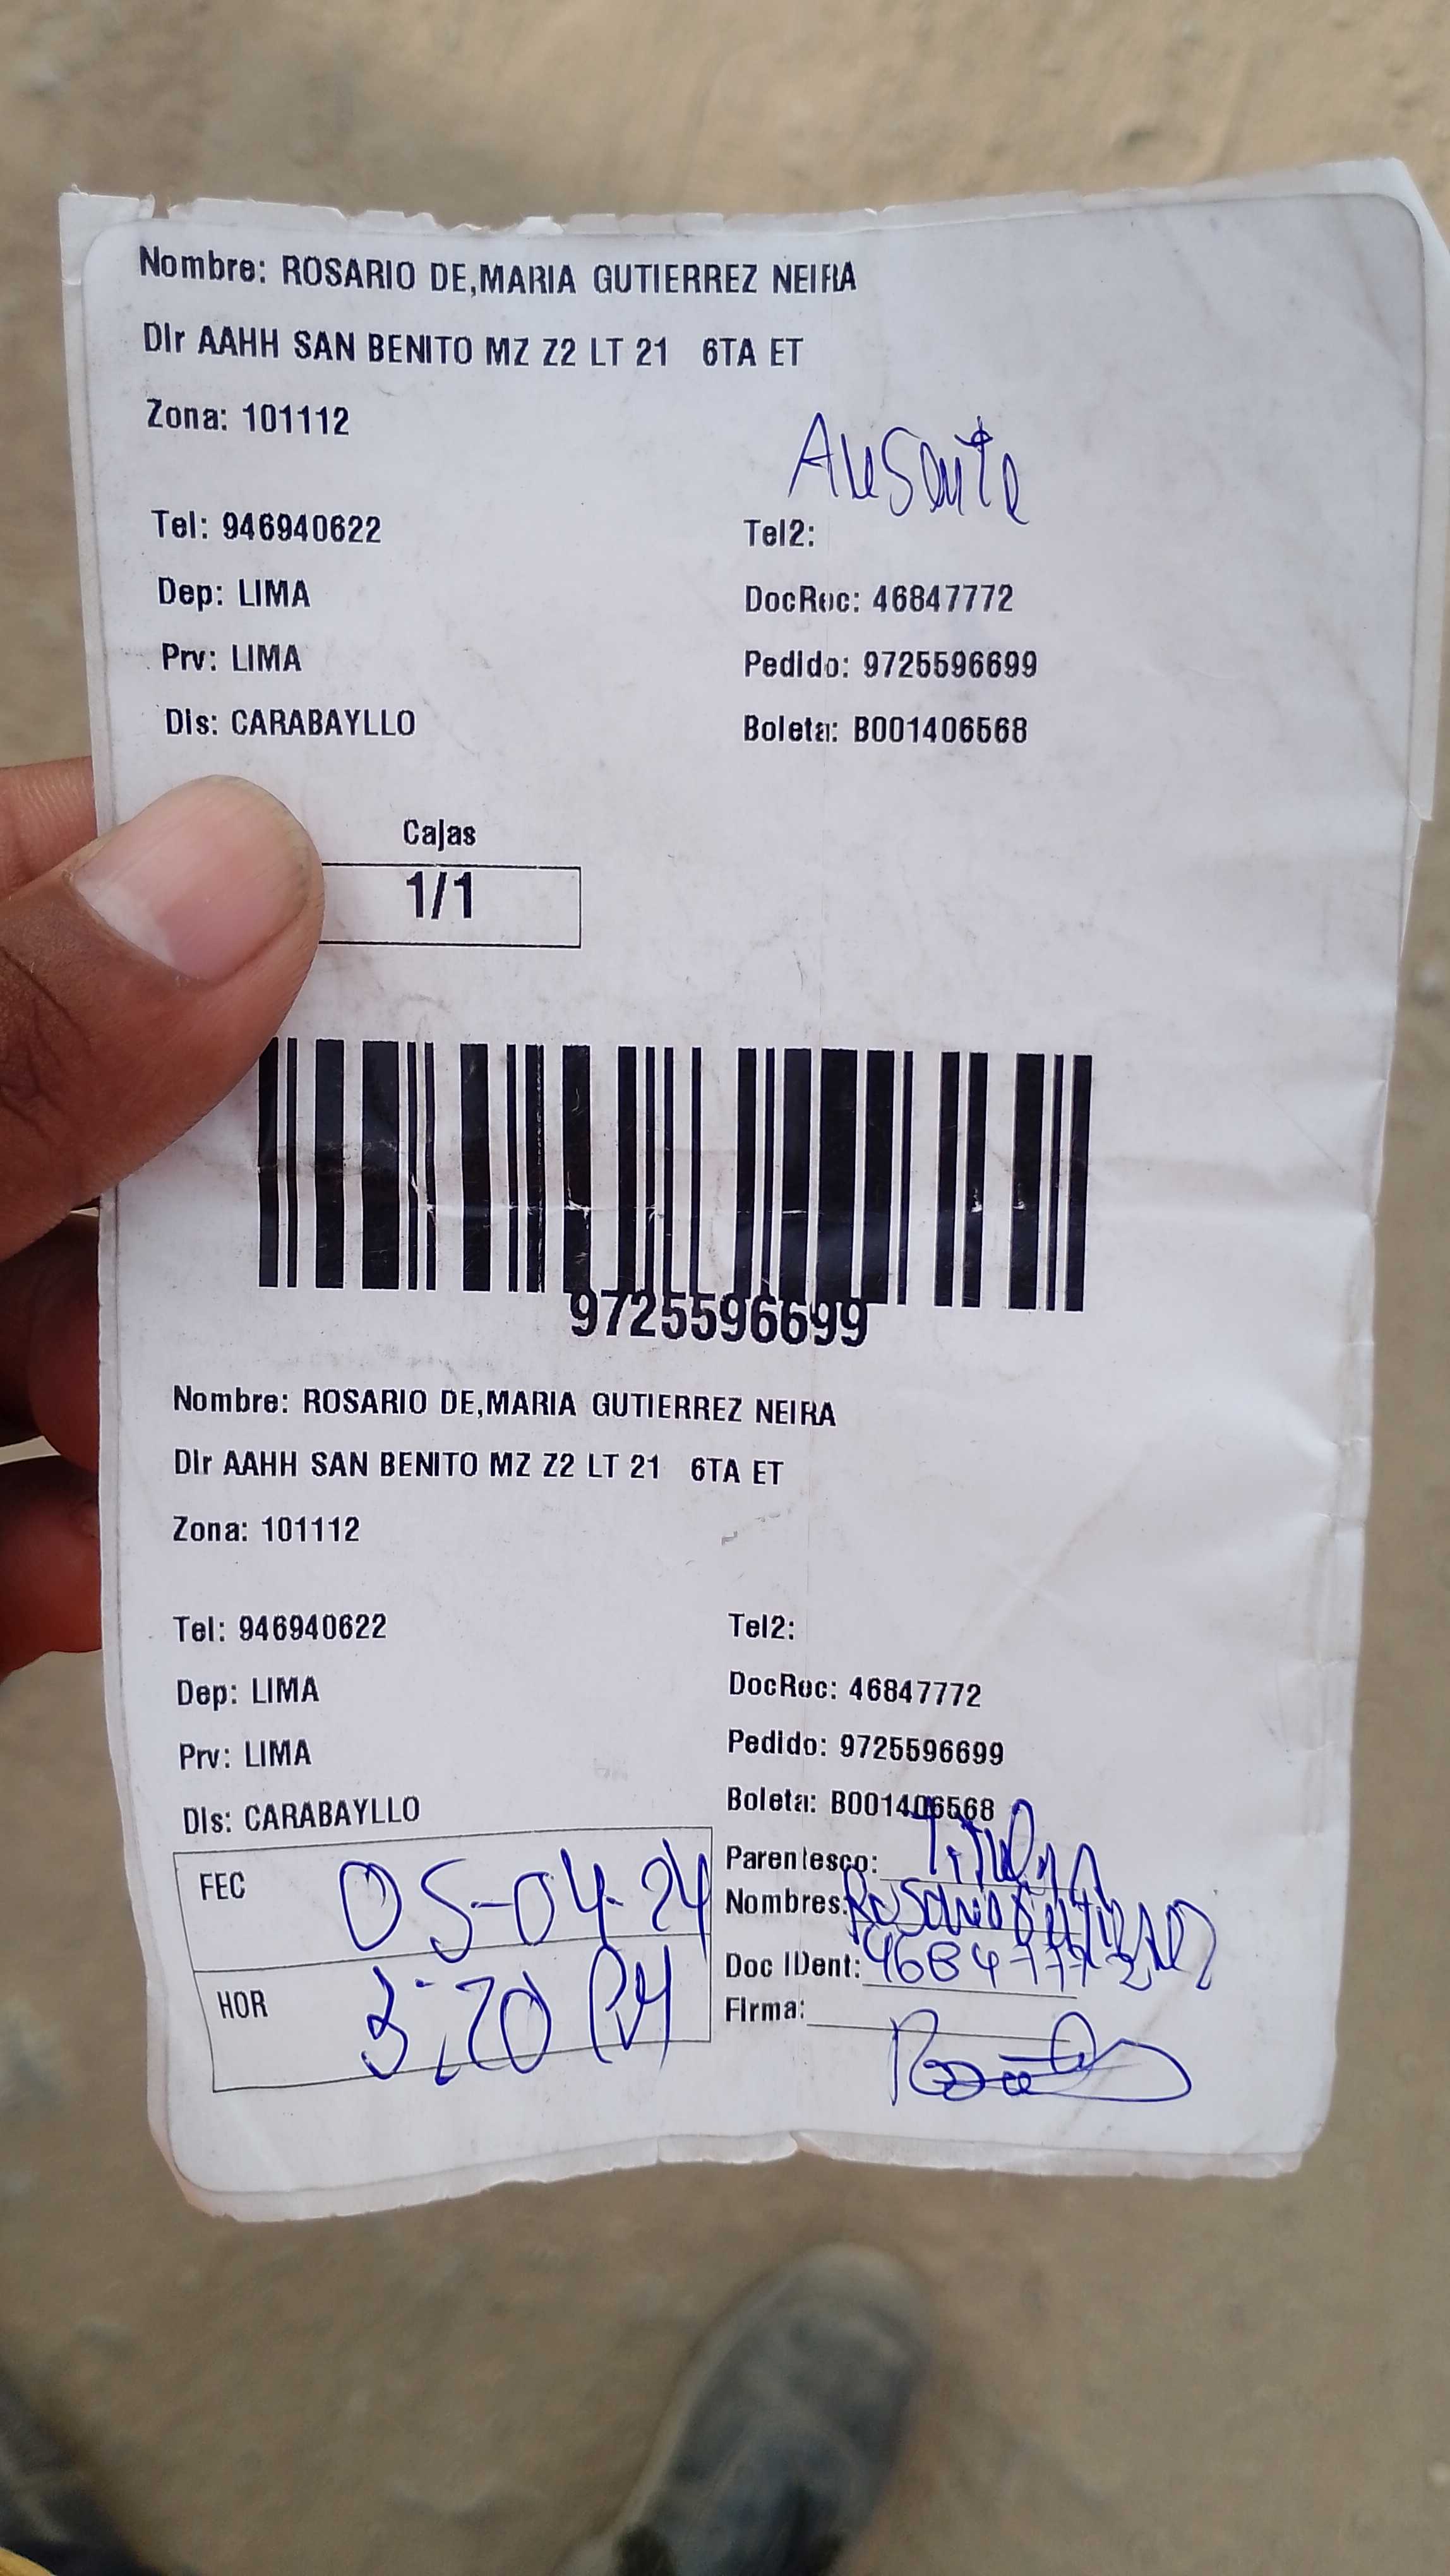 Nombre: ROSARIO DE,MARIA GUTIERREZ NEIRA
Dir AAHH SAN BENITO MZ Z2 LT 21 6TA ET
Zona: 101112
Ausente
Tel: 946940622 Tel2:
Dep: LIMA DocRec: 46847772
Prv: LIMA Pedido: 9725596699
Dis: CARABAYLLO Boleta: B001406568
Cajas
1/1
9725596699
Nombre: ROSARIO DE,MARIA GUTIERREZ NEIRA
Dir AAHH SAN BENITO MZ Z2 LT 21 6TA ET
Zona: 101112
Tel: 946940622 Tel2:
Dep: LIMA DocRec: 46847772
Prv: LIMA Pedido: 9725596699
Dis: CARABAYLLO Boleta: B001406568
FEC 05-04-24 Parentesco: Titular
Nombres: Rosario Gutierrez
HOR 3:20 PM Doc IDent: 46847772
Firma: